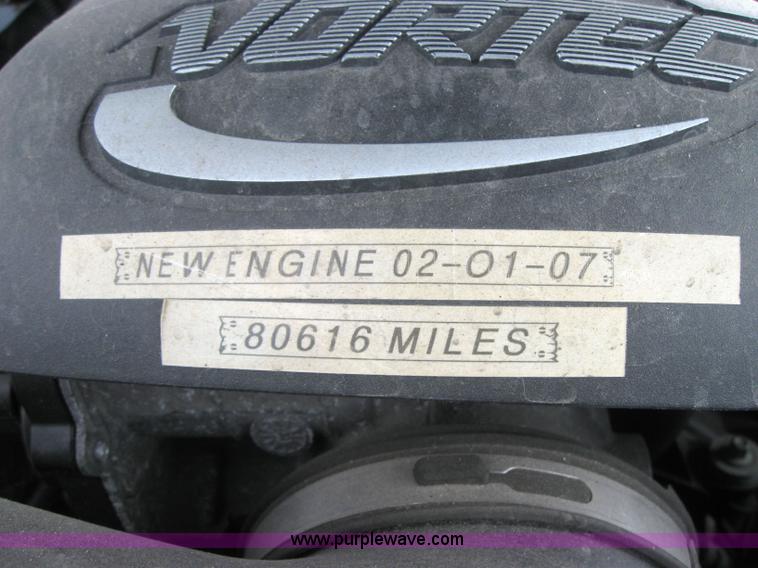 VORTEC
NEW ENGINE 02-01-07
80616 MILES
www.purplewave.com